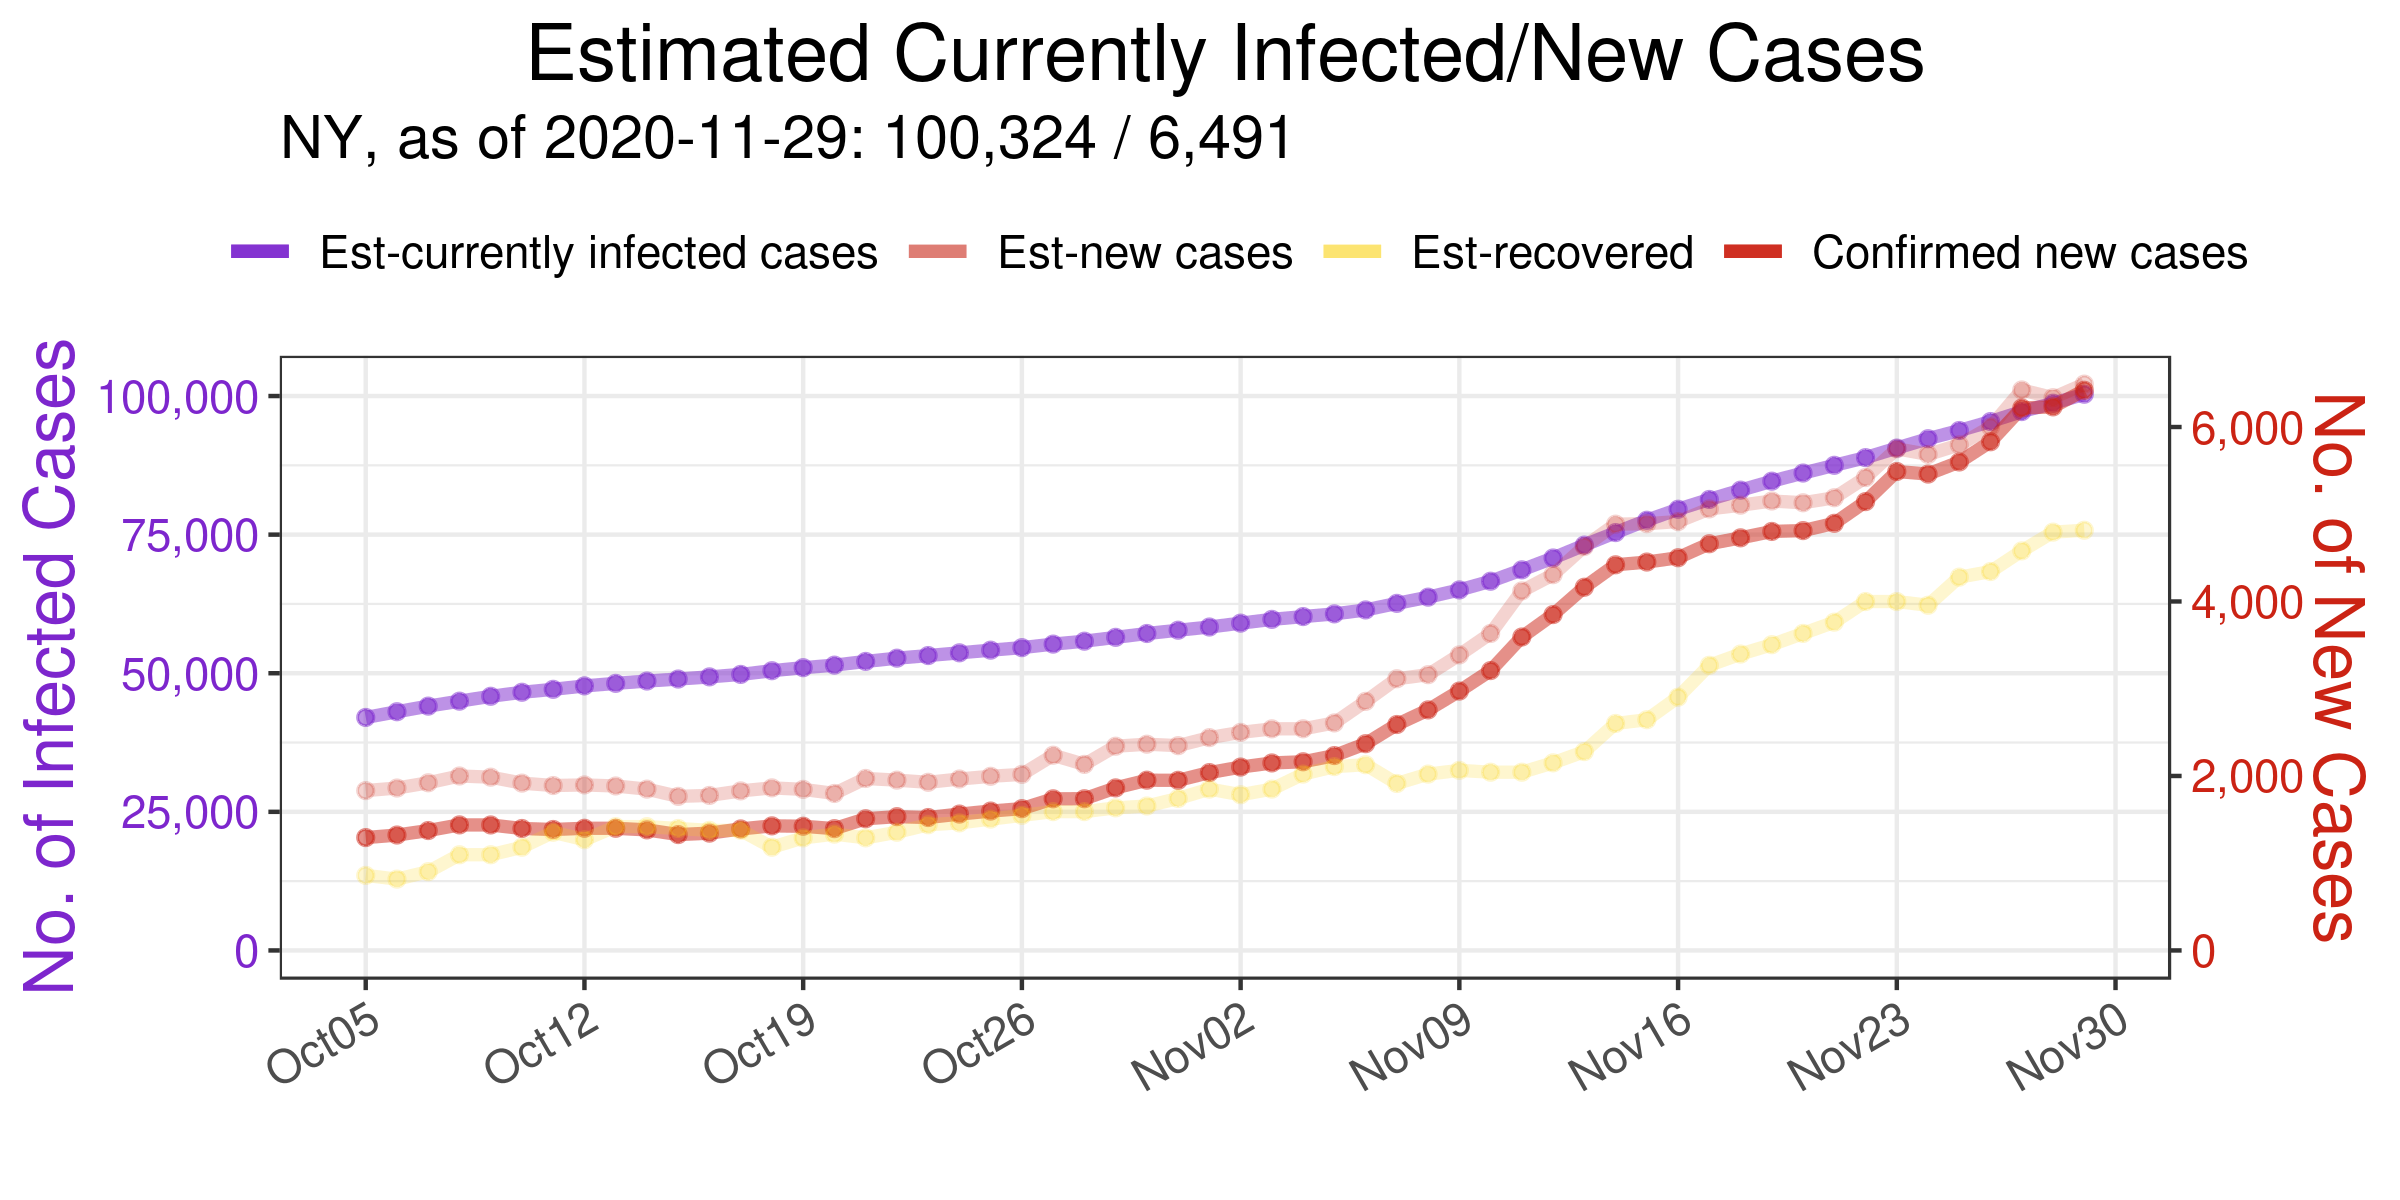 Estimated Currently Infected/New Cases
NY, as of 2020-11-29: 100,324 / 6,491
Est-currently infected cases Est-new cases Est-recovered Confirmed new cases
No. of Infected Cases
100,000
75,000
50,000
25,000
0
6,000
4,000
2,000
0
No. of New Cases
Oct05 Oct12 Oct19 Oct26 Nov02 Nov09 Nov16 Nov23 Nov30